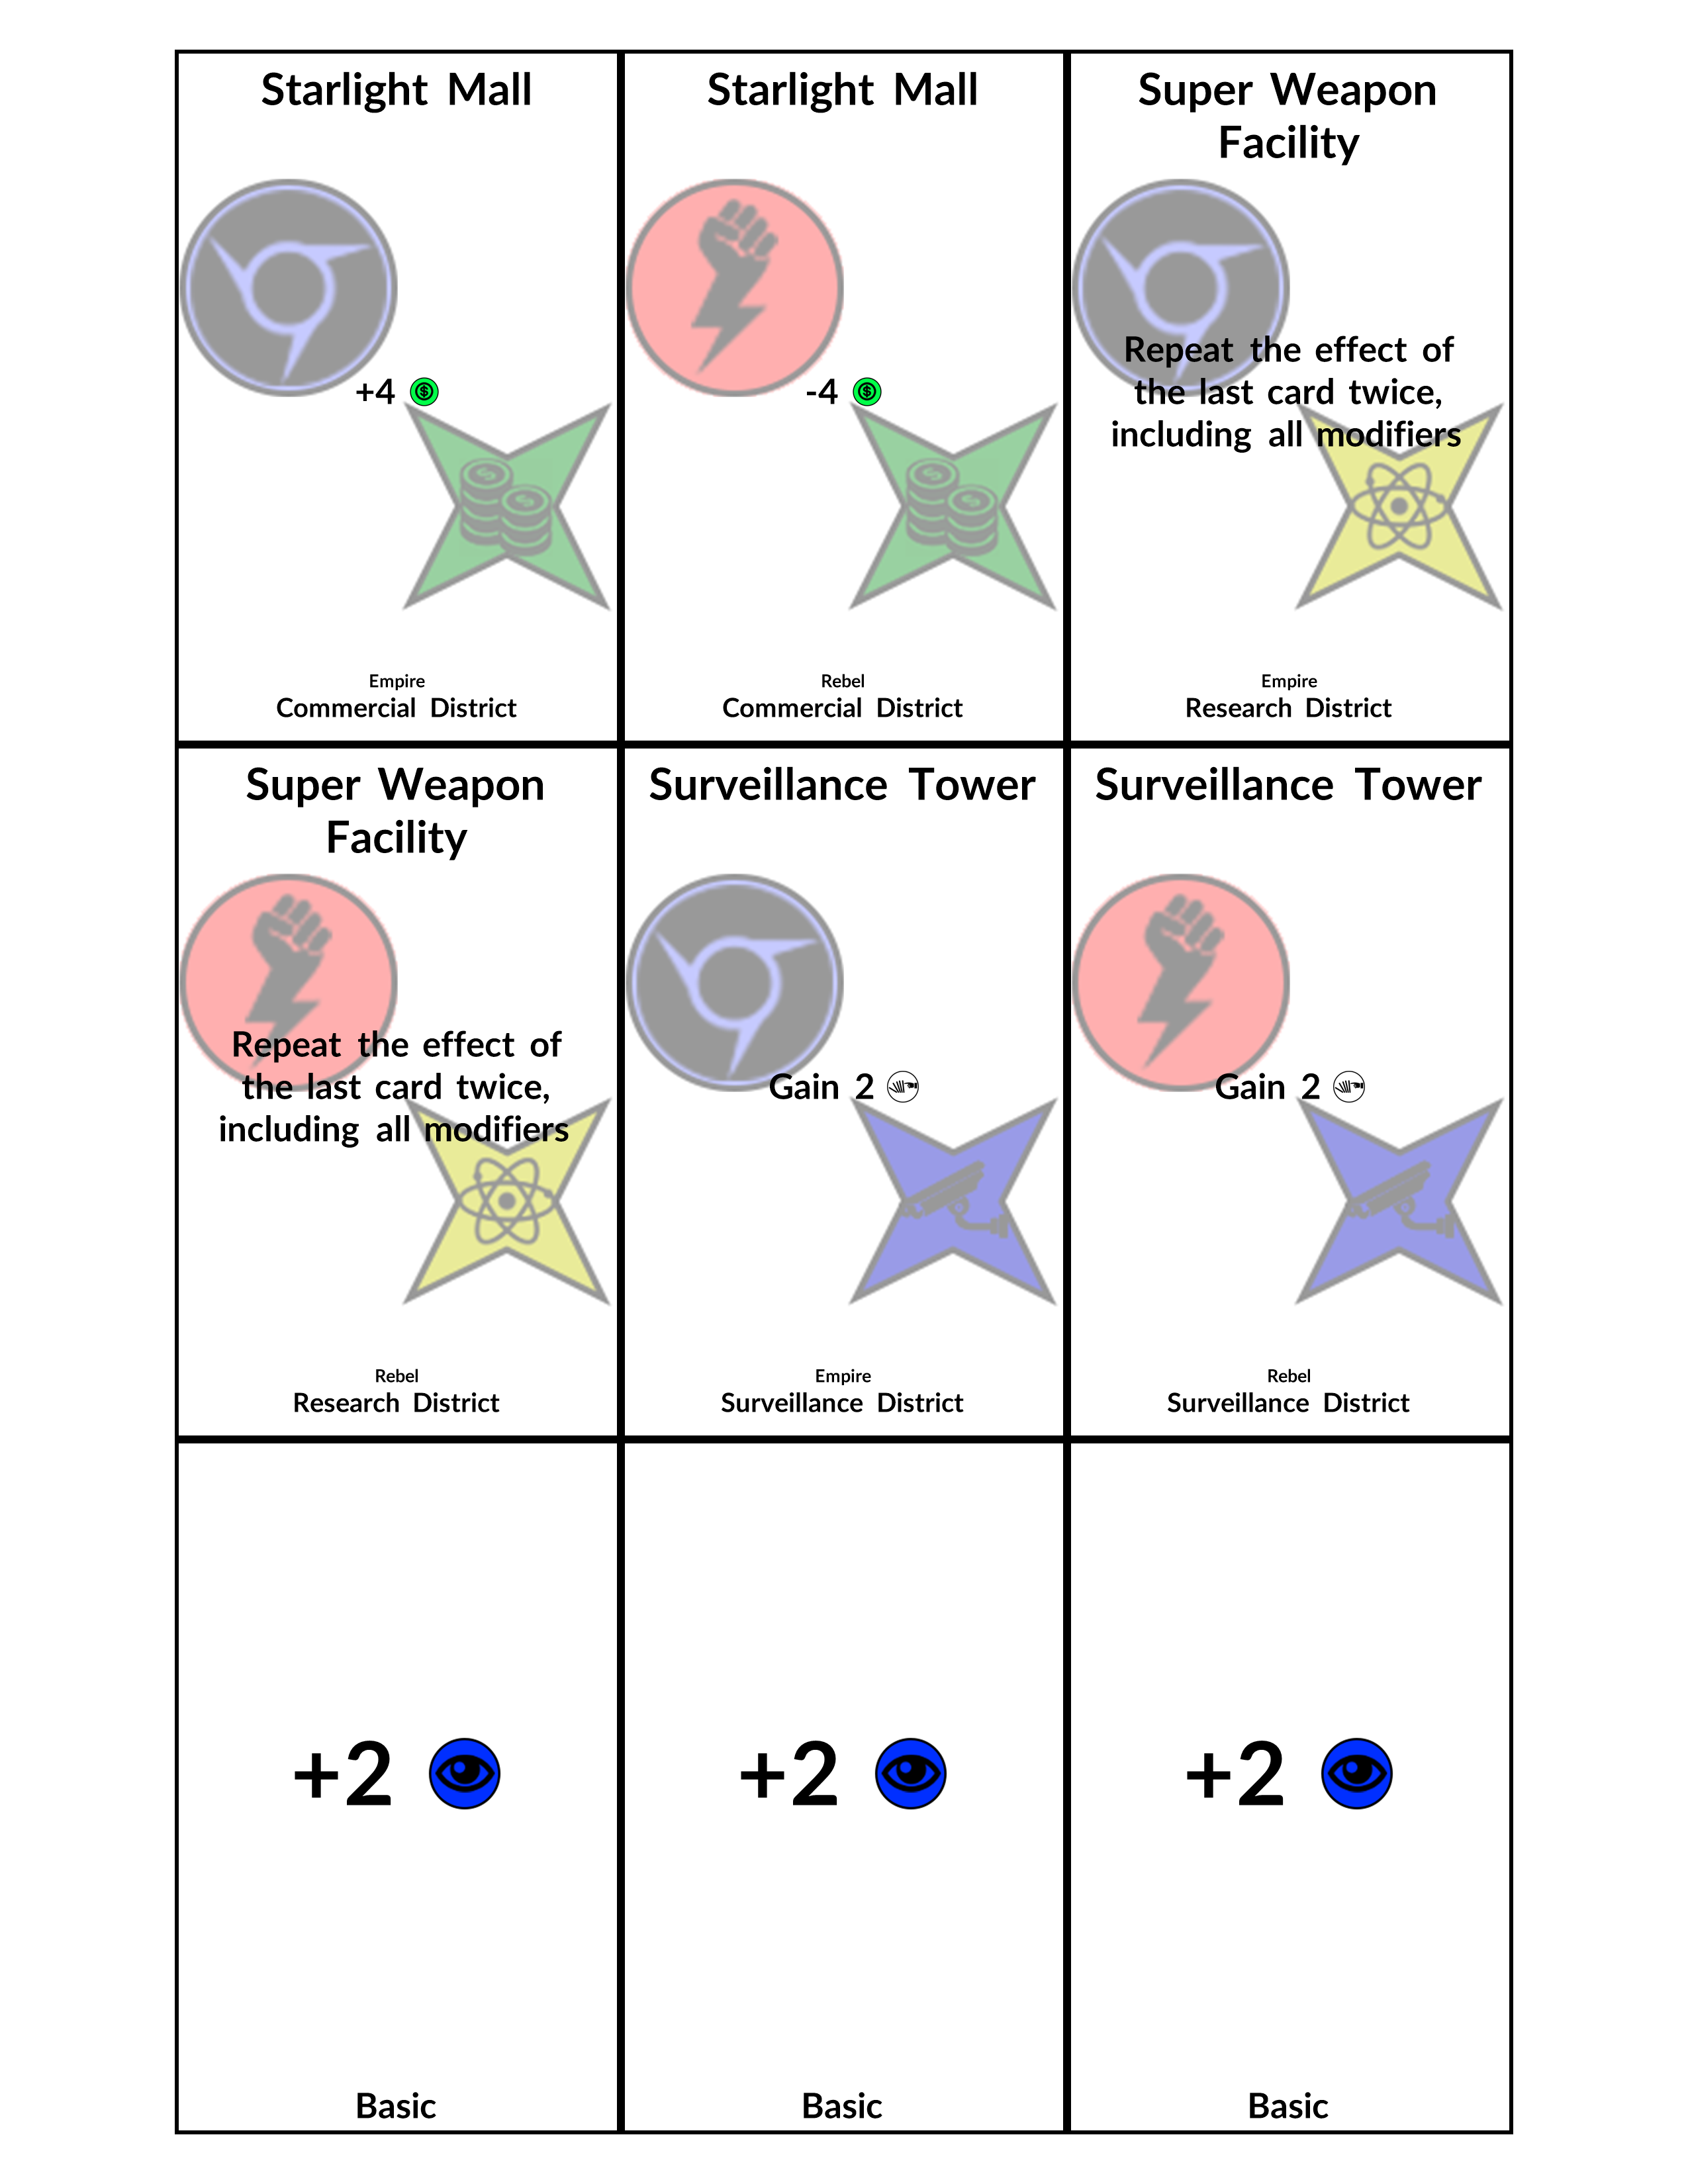 Starlight Mall
+4
Empire
Commercial District
Starlight Mall
-4
Rebel
Commercial District
Super Weapon
Facility
Repeat the effect of
the last card twice,
including all modifiers
Empire
Research District
Super Weapon
Facility
Repeat the effect of
the last card twice,
including all modifiers
Rebel
Research District
Surveillance Tower
Gain 2
Empire
Surveillance District
Surveillance Tower
Gain 2
Rebel
Surveillance District
+2
Basic
+2
Basic
+2
Basic